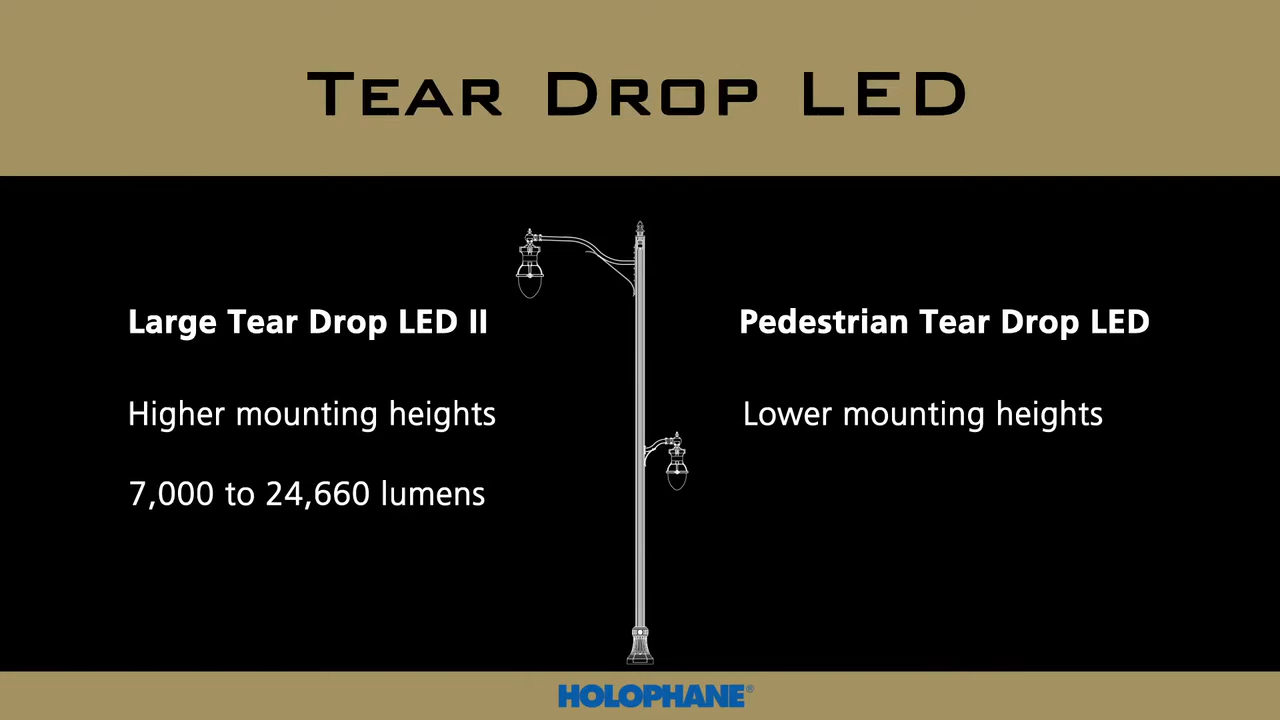 TEAR DROP LED
Large Tear Drop LED II
Higher mounting heights
7,000 to 24,660 lumens
Pedestrian Tear Drop LED
Lower mounting heights
HOLOPHANE®